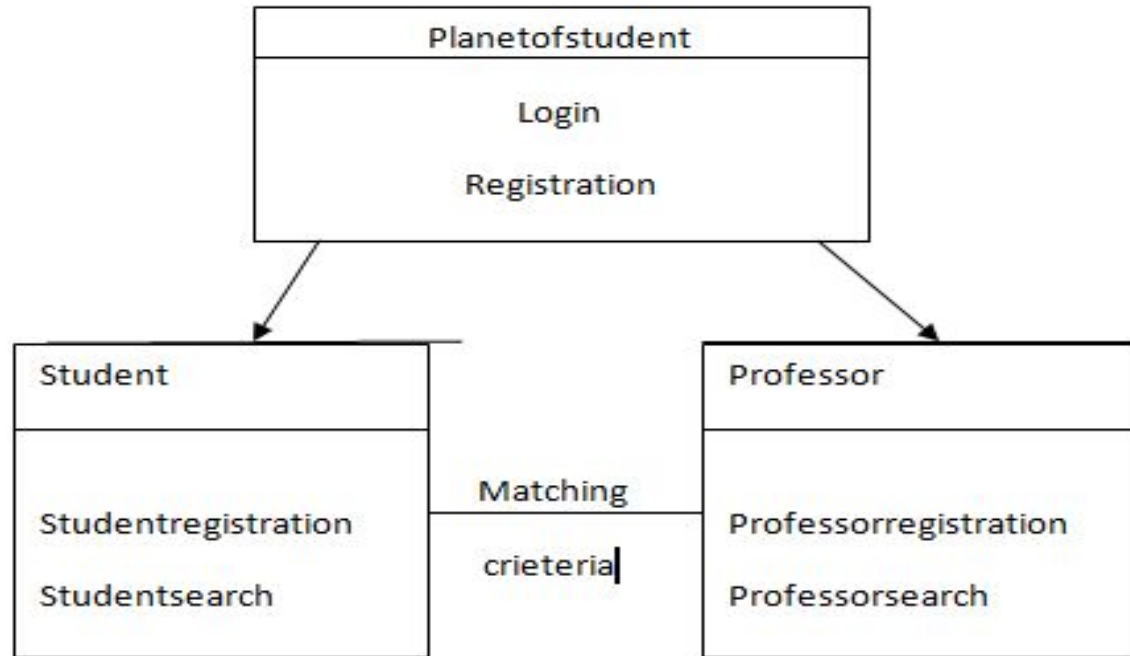 Planetofstudent
Login
Registration
Student
Studentregistration
Studentsearch
Matching
crieteria
Professor
Professorregistration
Professorsearch